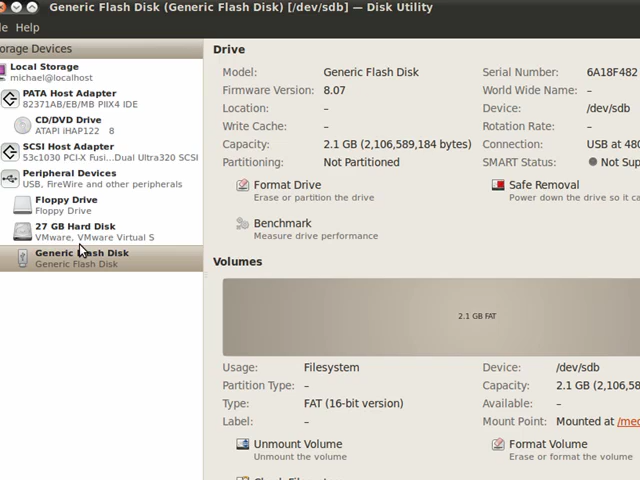 Generic Flash Disk (Generic Flash Disk) [/dev/sdb] — Disk Utility
Help
Storage Devices
Local Storage
michael@localhost
PATA Host Adapter
82371AB/EB/MB PIIX4 IDE
CD/DVD Drive
ATAPI iHAP122 8
SCSI Host Adapter
53c1030 PCI-X Fusi...Dual Ultra320 SCSI
Peripheral Devices
USB, FireWire and other peripherals
Floppy Drive
Floppy Drive
27 GB Hard Disk
VMware, VMware Virtual S
Generic Flash Disk
Generic Flash Disk
Drive
Model: Generic Flash Disk Serial Number: 6A18F482
Firmware Version: 8.07 World Wide Name: –
Location: – Device: /dev/sdb
Write Cache: – Rotation Rate: –
Capacity: 2.1 GB (2,106,589,184 bytes) Connection: USB at 480
Partitioning: Not Partitioned SMART Status: Not Sup
Format Drive Safe Removal
Erase or partition the drive Power down the drive so it ca
Benchmark
Measure drive performance
Volumes
2.1 GB FAT
Usage: Filesystem Device: /dev/sdb
Partition Type: – Capacity: 2.1 GB (2,106,58
Type: FAT (16-bit version) Available: –
Label: – Mount Point: Mounted at /med
Unmount Volume Format Volume
Unmount the volume Erase or format the volume